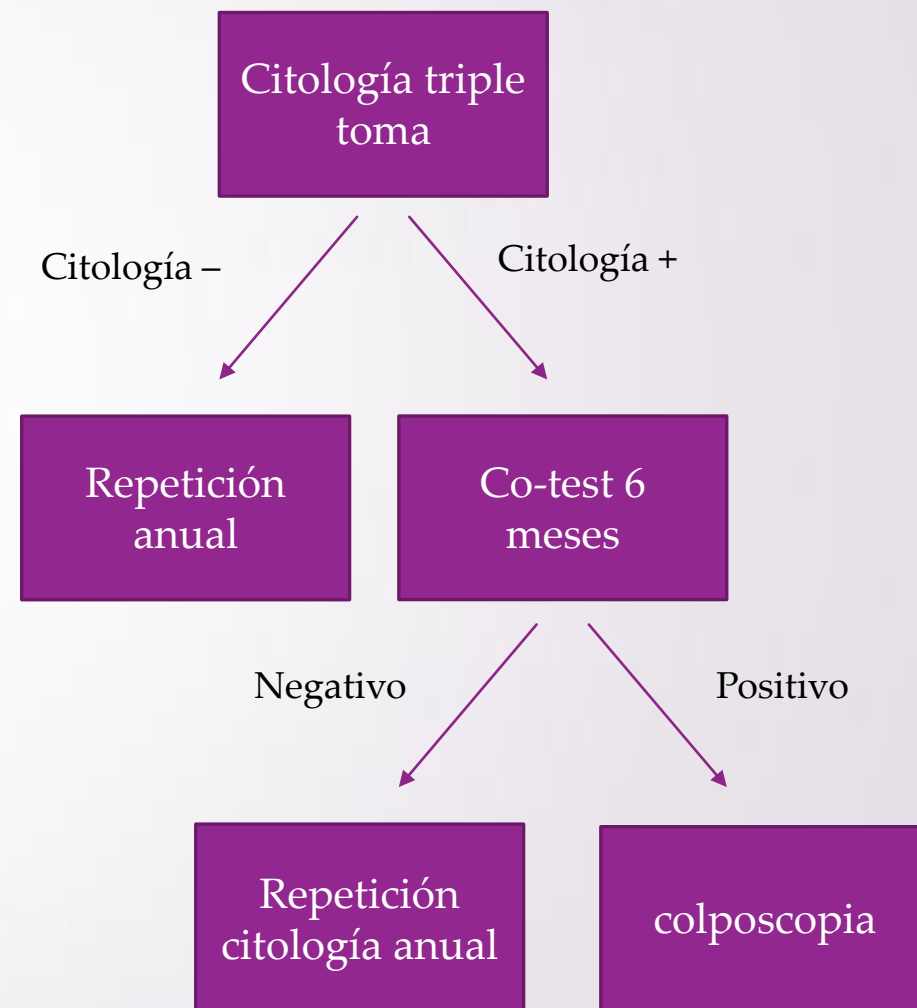 Citología triple
toma
Citología –
Citología +
Repetición
anual
Co-test 6
meses
Negativo
Positivo
Repetición
citología anual
colposcopia